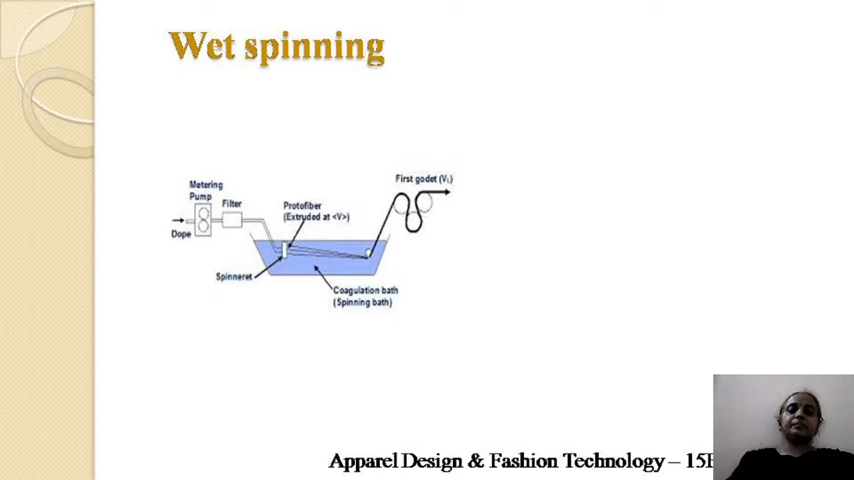 Wet spinning
First godet (V₁)
Metering
Pump
Filter
Protofiber
(Extruded at <V>)
Dope
Spinneret
Coagulation bath
(Spinning bath)
Apparel Design & Fashion Technology – 15